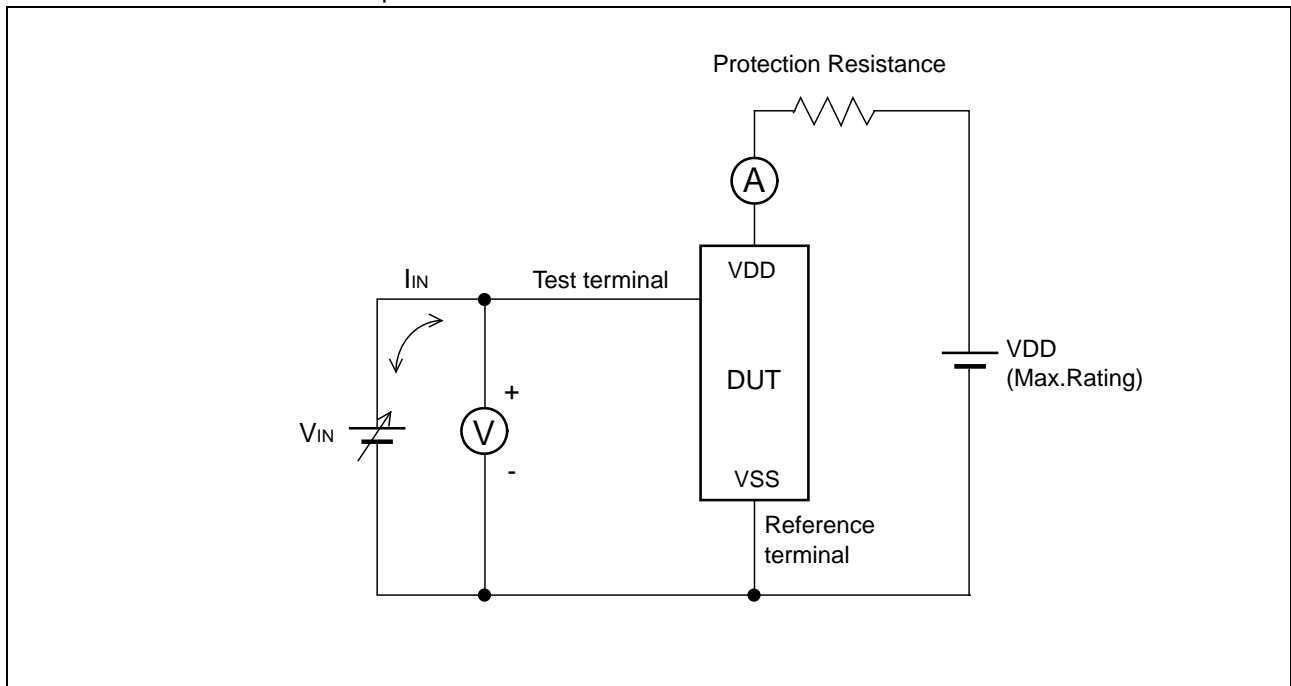 Protection Resistance
A
IIN
Test terminal
VDD
VDD
(Max.Rating)
DUT
+
VIN
V
-
VSS
Reference
terminal